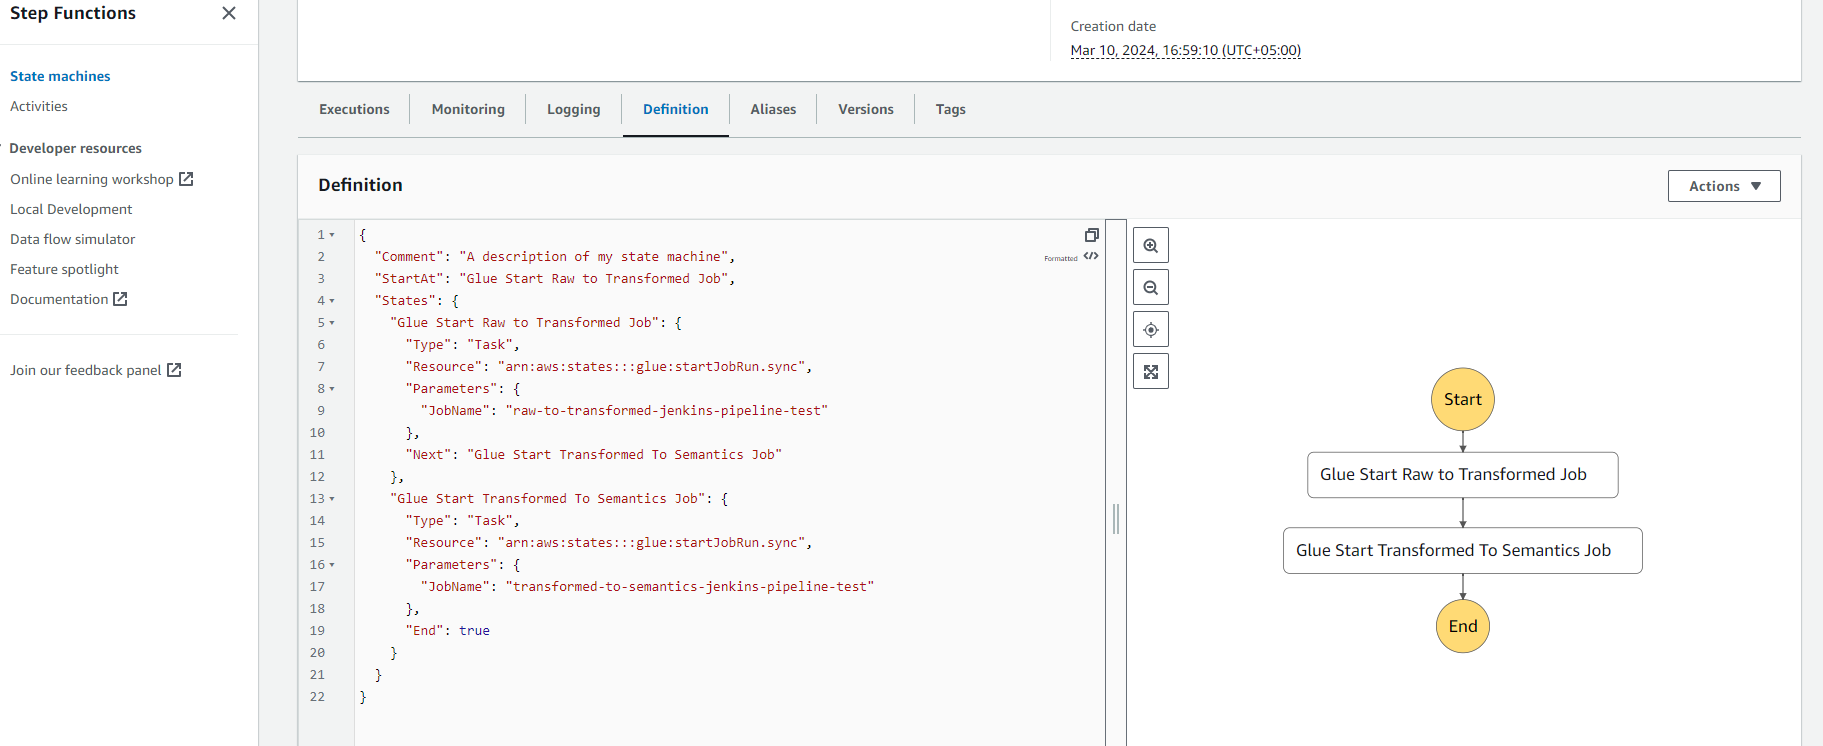 Step Functions
State machines
Activities
Developer resources
Online learning workshop
Local Development
Data flow simulator
Feature spotlight
Documentation
Join our feedback panel
Creation date
Mar 10, 2024, 16:59:10 (UTC+05:00)
Executions
Monitoring
Logging
Definition
Aliases
Versions
Tags
Definition
Actions
Formatted
1 {
2 "Comment": "A description of my state machine",
3 "StartAt": "Glue Start Raw to Transformed Job",
4 "States": {
5 "Glue Start Raw to Transformed Job": {
6 "Type": "Task",
7 "Resource": "arn:aws:states:::glue:startJobRun.sync",
8 "Parameters": {
9 "JobName": "raw-to-transformed-jenkins-pipeline-test"
10 },
11 "Next": "Glue Start Transformed To Semantics Job"
12 },
13 "Glue Start Transformed To Semantics Job": {
14 "Type": "Task",
15 "Resource": "arn:aws:states:::glue:startJobRun.sync",
16 "Parameters": {
17 "JobName": "transformed-to-semantics-jenkins-pipeline-test"
18 },
19 "End": true
20 }
21 }
22 }
Start
Glue Start Raw to Transformed Job
Glue Start Transformed To Semantics Job
End